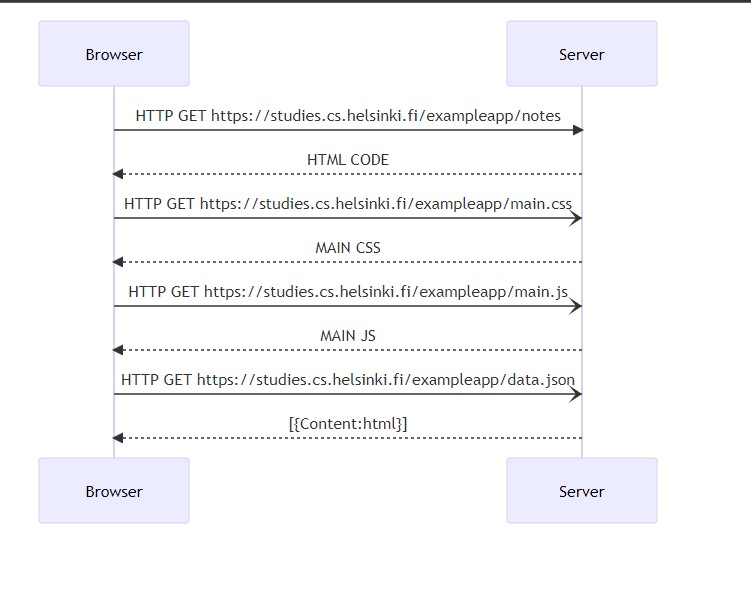 Browser
Server
HTTP GET https://studies.cs.helsinki.fi/exampleapp/notes
HTML CODE
HTTP GET https://studies.cs.helsinki.fi/exampleapp/main.css
MAIN CSS
HTTP GET https://studies.cs.helsinki.fi/exampleapp/main.js
MAIN JS
HTTP GET https://studies.cs.helsinki.fi/exampleapp/data.json
[{Content:html}]
Browser
Server